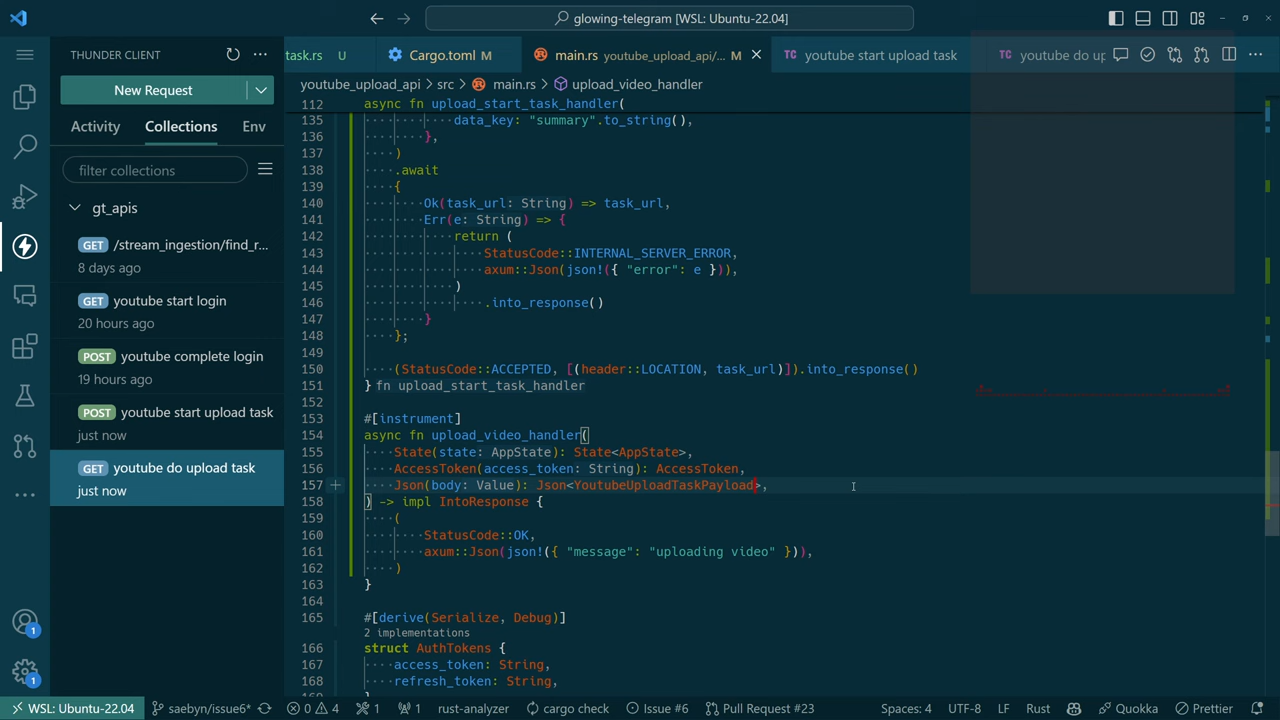 glowing-telegram [WSL: Ubuntu-22.04]
THUNDER CLIENT
New Request
Activity Collections Env
filter collections
gt_apis
GET /stream_ingestion/find_r...
8 days ago
GET youtube start login
20 hours ago
POST youtube complete login
19 hours ago
POST youtube start upload task
just now
GET youtube do upload task
just now
task.rs U Cargo.toml M main.rs youtube_upload_api/... M TC youtube start upload task TC youtube do up
youtube_upload_api > src > main.rs > upload_video_handler
112 async fn upload_start_task_handler(
135 data_key: "summary".to_string(),
136 },
137 )
138 .await
139 {
140 Ok(task_url: String) => task_url,
141 Err(e: String) => {
142 return (
143 StatusCode::INTERNAL_SERVER_ERROR,
144 axum::Json(json!({ "error": e })),
145 )
146 .into_response()
147 }
148 };
149
150 (StatusCode::ACCEPTED, [(header::LOCATION, task_url)]).into_response()
151 } fn upload_start_task_handler
152
153 #[instrument]
154 async fn upload_video_handler(
155 State(state: AppState): State<AppState>,
156 AccessToken(access_token: String): AccessToken,
157 Json(body: Value): Json<YoutubeUploadTaskPayload>,
158 ) -> impl IntoResponse {
159 (
160 StatusCode::OK,
161 axum::Json(json!({ "message": "uploading video" })),
162 )
163 }
164
165 #[derive(Serialize, Debug)]
2 implementations
166 struct AuthTokens {
167 access_token: String,
168 refresh_token: String,
1
1
WSL: Ubuntu-22.04 saebyn/issue6* 0 4 1 1 rust-analyzer cargo check Issue #6 Pull Request #23 Spaces: 4 UTF-8 LF Rust Quokka Prettier